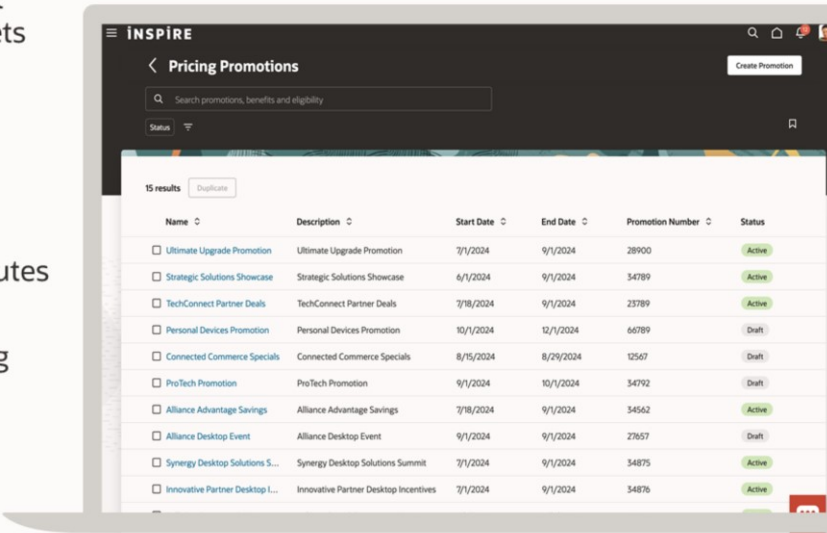 ets
utes
g
iNSPiRE
Pricing Promotions
Create Promotion
Search promotions, benefits and eligibility
Status
15 results Duplicate
Name Description Start Date End Date Promotion Number Status
Ultimate Upgrade Promotion Ultimate Upgrade Promotion 7/1/2024 9/1/2024 28900 Active
Strategic Solutions Showcase Strategic Solutions Showcase 6/1/2024 9/1/2024 34789 Active
TechConnect Partner Deals TechConnect Partner Deals 7/18/2024 9/1/2024 23789 Active
Personal Devices Promotion Personal Devices Promotion 10/1/2024 12/1/2024 66789 Draft
Connected Commerce Specials Connected Commerce Specials 8/15/2024 8/29/2024 12567 Draft
ProTech Promotion ProTech Promotion 9/1/2024 10/1/2024 34792 Draft
Alliance Advantage Savings Alliance Advantage Savings 7/18/2024 9/1/2024 34562 Active
Alliance Desktop Event Alliance Desktop Event 9/1/2024 9/1/2024 27657 Draft
Synergy Desktop Solutions S... Synergy Desktop Solutions Summit 7/1/2024 9/1/2024 34875 Active
Innovative Partner Desktop I... Innovative Partner Desktop Incentives 7/1/2024 9/1/2024 34876 Active